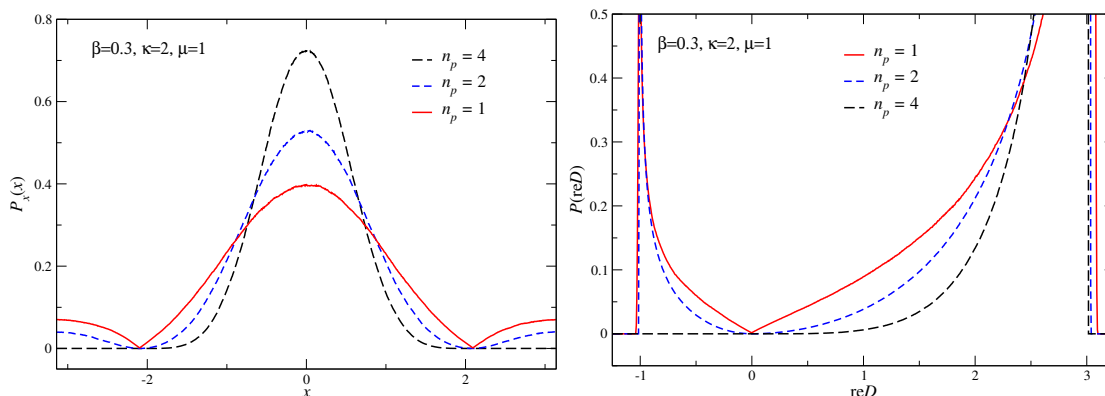 β=0.3, κ=2, μ=1
n_p = 4
n_p = 2
n_p = 1
P_x(x)
0.8
0.6
0.4
0.2
0
-2
0
2
x
β=0.3, κ=2, μ=1
n_p = 1
n_p = 2
n_p = 4
P(reD)
0.5
0.4
0.3
0.2
0.1
0
-1
0
1
2
3
reD